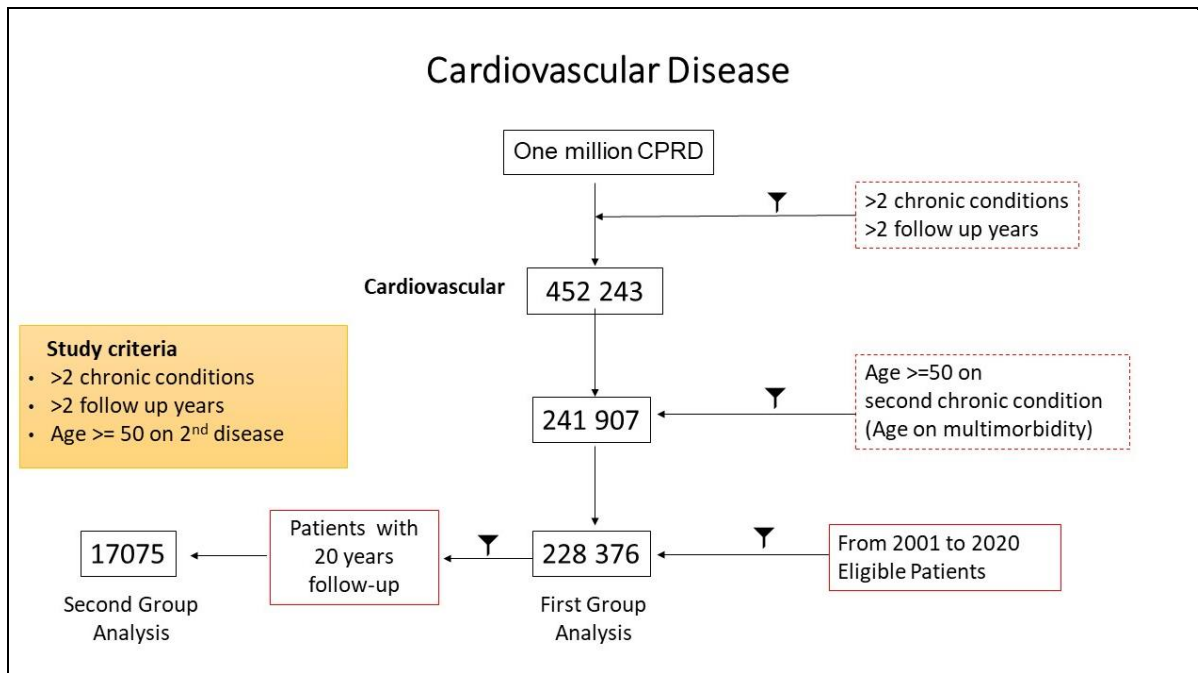 Cardiovascular Disease
One million CPRD
>2 chronic conditions
>2 follow up years
Cardiovascular
452 243
Study criteria
• >2 chronic conditions
• >2 follow up years
• Age >= 50 on 2nd disease
241 907
Age >=50 on
second chronic condition
(Age on multimorbidity)
17075
Second Group
Analysis
Patients with
20 years
follow-up
228 376
First Group
Analysis
From 2001 to 2020
Eligible Patients